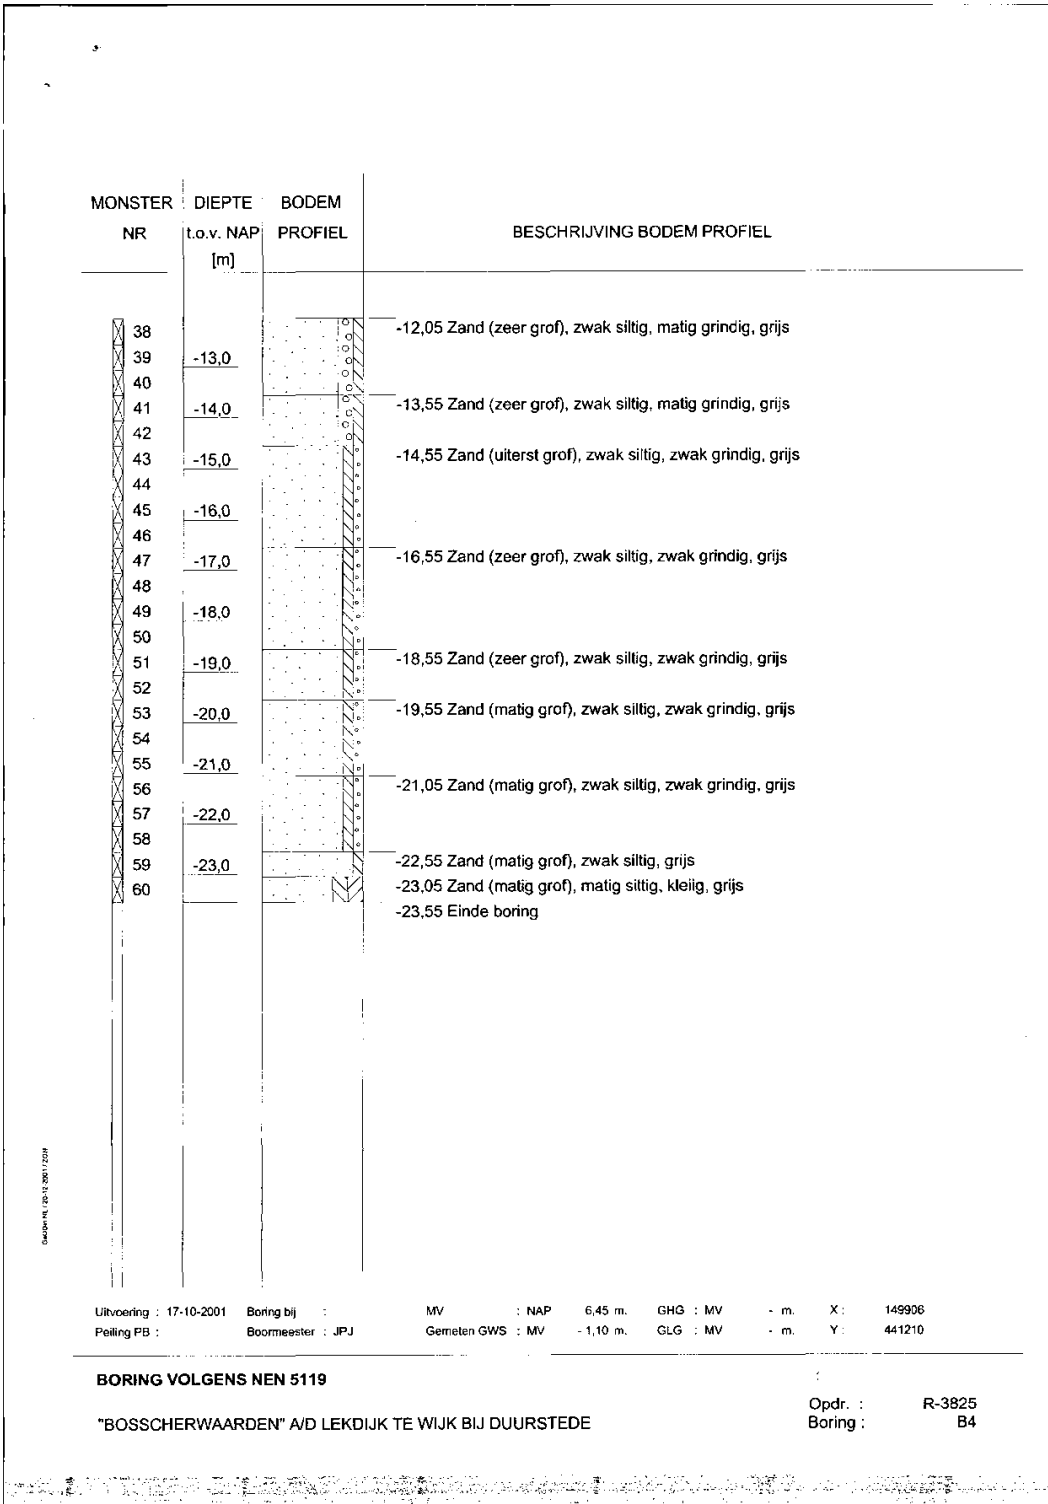 MONSTER DIEPTE BODEM
NR t.o.v. NAP PROFIEL BESCHRIJVING BODEM PROFIEL
[m]
38 -12,05 Zand (zeer grof), zwak siltig, matig grindig, grijs
39 -13,0
40
41 -14,0 -13,55 Zand (zeer grof), zwak siltig, matig grindig, grijs
42
43 -15,0 -14,55 Zand (uiterst grof), zwak siltig, zwak grindig, grijs
44
45 -16,0
46
47 -17,0 -16,55 Zand (zeer grof), zwak siltig, zwak grindig, grijs
48
49 -18,0
50
51 -19,0 -18,55 Zand (zeer grof), zwak siltig, zwak grindig, grijs
52
53 -20,0 -19,55 Zand (matig grof), zwak siltig, zwak grindig, grijs
54
55 -21,0
56 -21,05 Zand (matig grof), zwak siltig, zwak grindig, grijs
57 -22,0
58
59 -23,0 -22,55 Zand (matig grof), zwak siltig, grijs
60 -23,05 Zand (matig grof), matig siltig, kleiig, grijs
-23,55 Einde boring
Uitvoering : 17-10-2001 Boring bij : MV : NAP 6,45 m. GHG : MV - m. X : 149906
Peiling PB : Boormeester : JPJ Gemeten GWS : MV - 1,10 m. GLG : MV - m. Y : 441210
BORING VOLGENS NEN 5119
Opdr. : R-3825
"BOSSCHERWAARDEN" A/D LEKDIJK TE WIJK BIJ DUURSTEDE Boring : B4